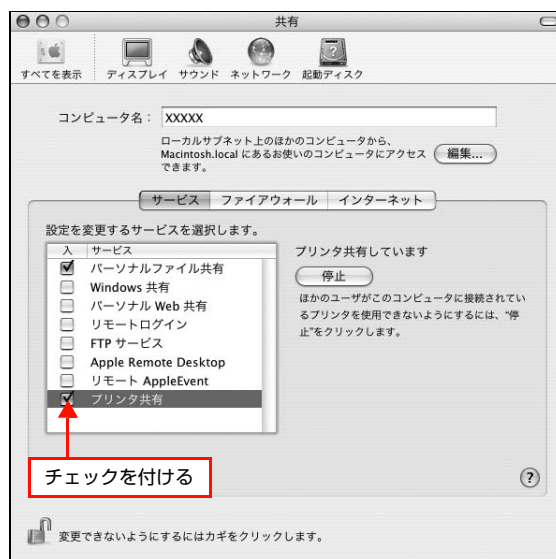 共有
すべてを表示 ディスプレイ サウンド ネットワーク 起動ディスク
コンピュータ名： XXXXX
ローカルサブネット上のほかのコンピュータから、
Macintosh.local にあるお使いのコンピュータにアクセス
できます。
編集...
サービス ファイアウォール インターネット
設定を変更するサービスを選択します。
入 サービス
パーソナルファイル共有
Windows 共有
パーソナル Web 共有
リモートログイン
FTP サービス
Apple Remote Desktop
リモート AppleEvent
プリンタ共有
プリンタ共有しています
停止
ほかのユーザがこのコンピュータに接続されてい
るプリンタを使用できないようにするには、“停
止”をクリックします。
チェックを付ける
?
変更できないようにするにはカギをクリックします。